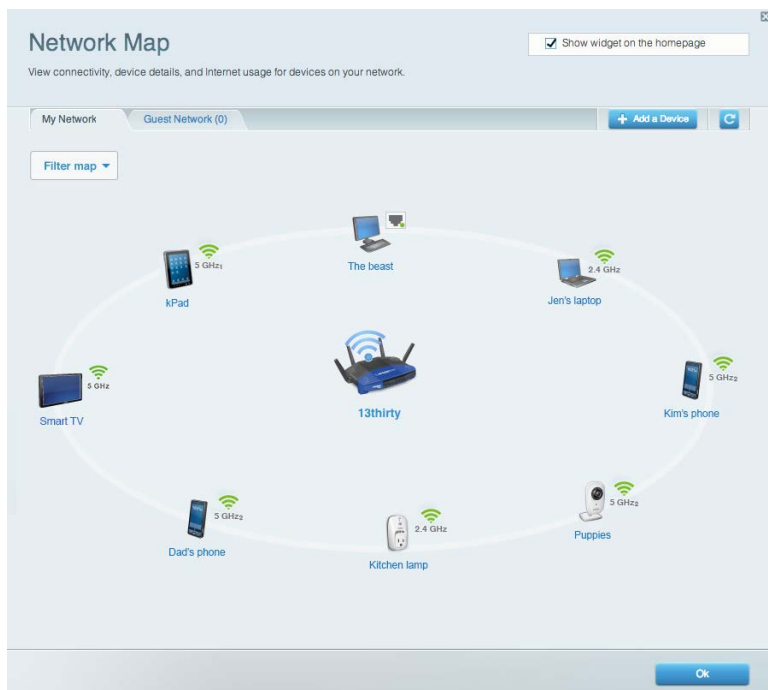 Network Map
Show widget on the homepage
View connectivity, device details, and Internet usage for devices on your network.
My Network
Guest Network (0)
Add a Device
Filter map
The beast
5 GHz1
kPad
2.4 GHz
Jen's laptop
5 GHz
Smart TV
13thirty
5 GHz2
Kim's phone
5 GHz2
Dad's phone
2.4 GHz
Kitchen lamp
5 GHz2
Puppies
Ok